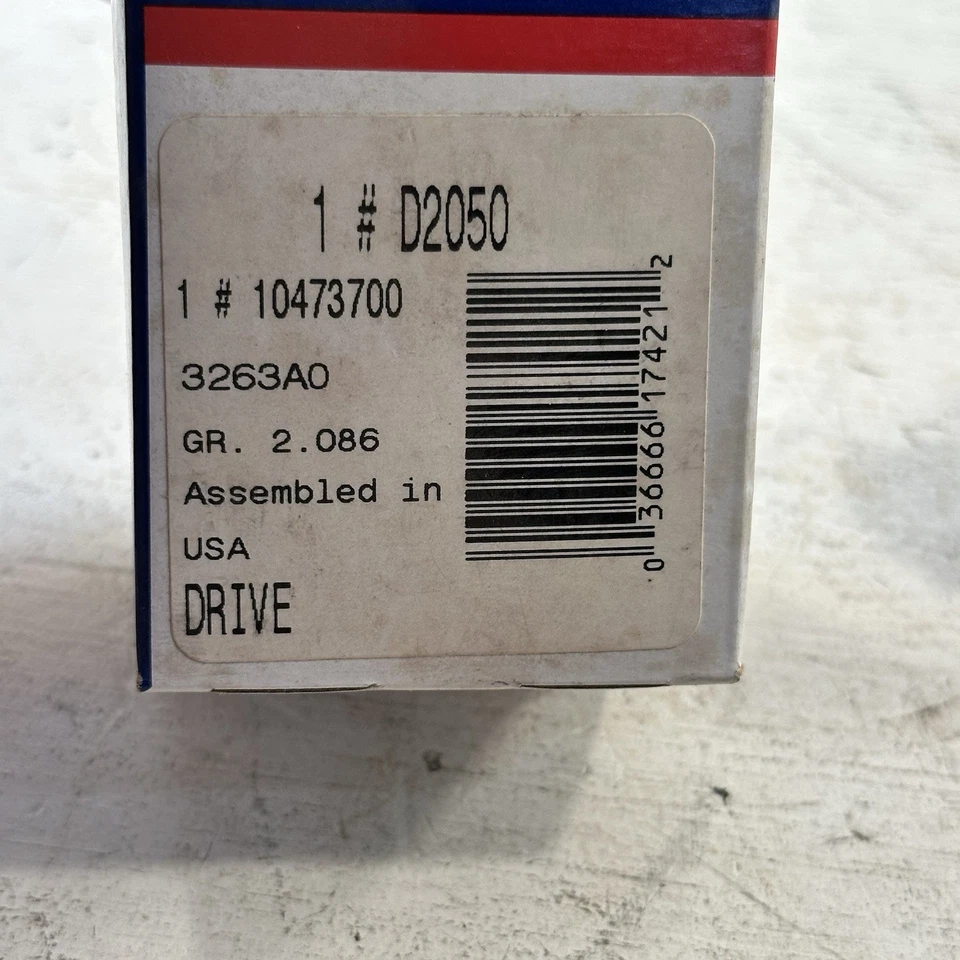 1 # D2050
1 # 10473700
3263A0
GR. 2.086
Assembled in
USA
DRIVE
0 36666 17421 2